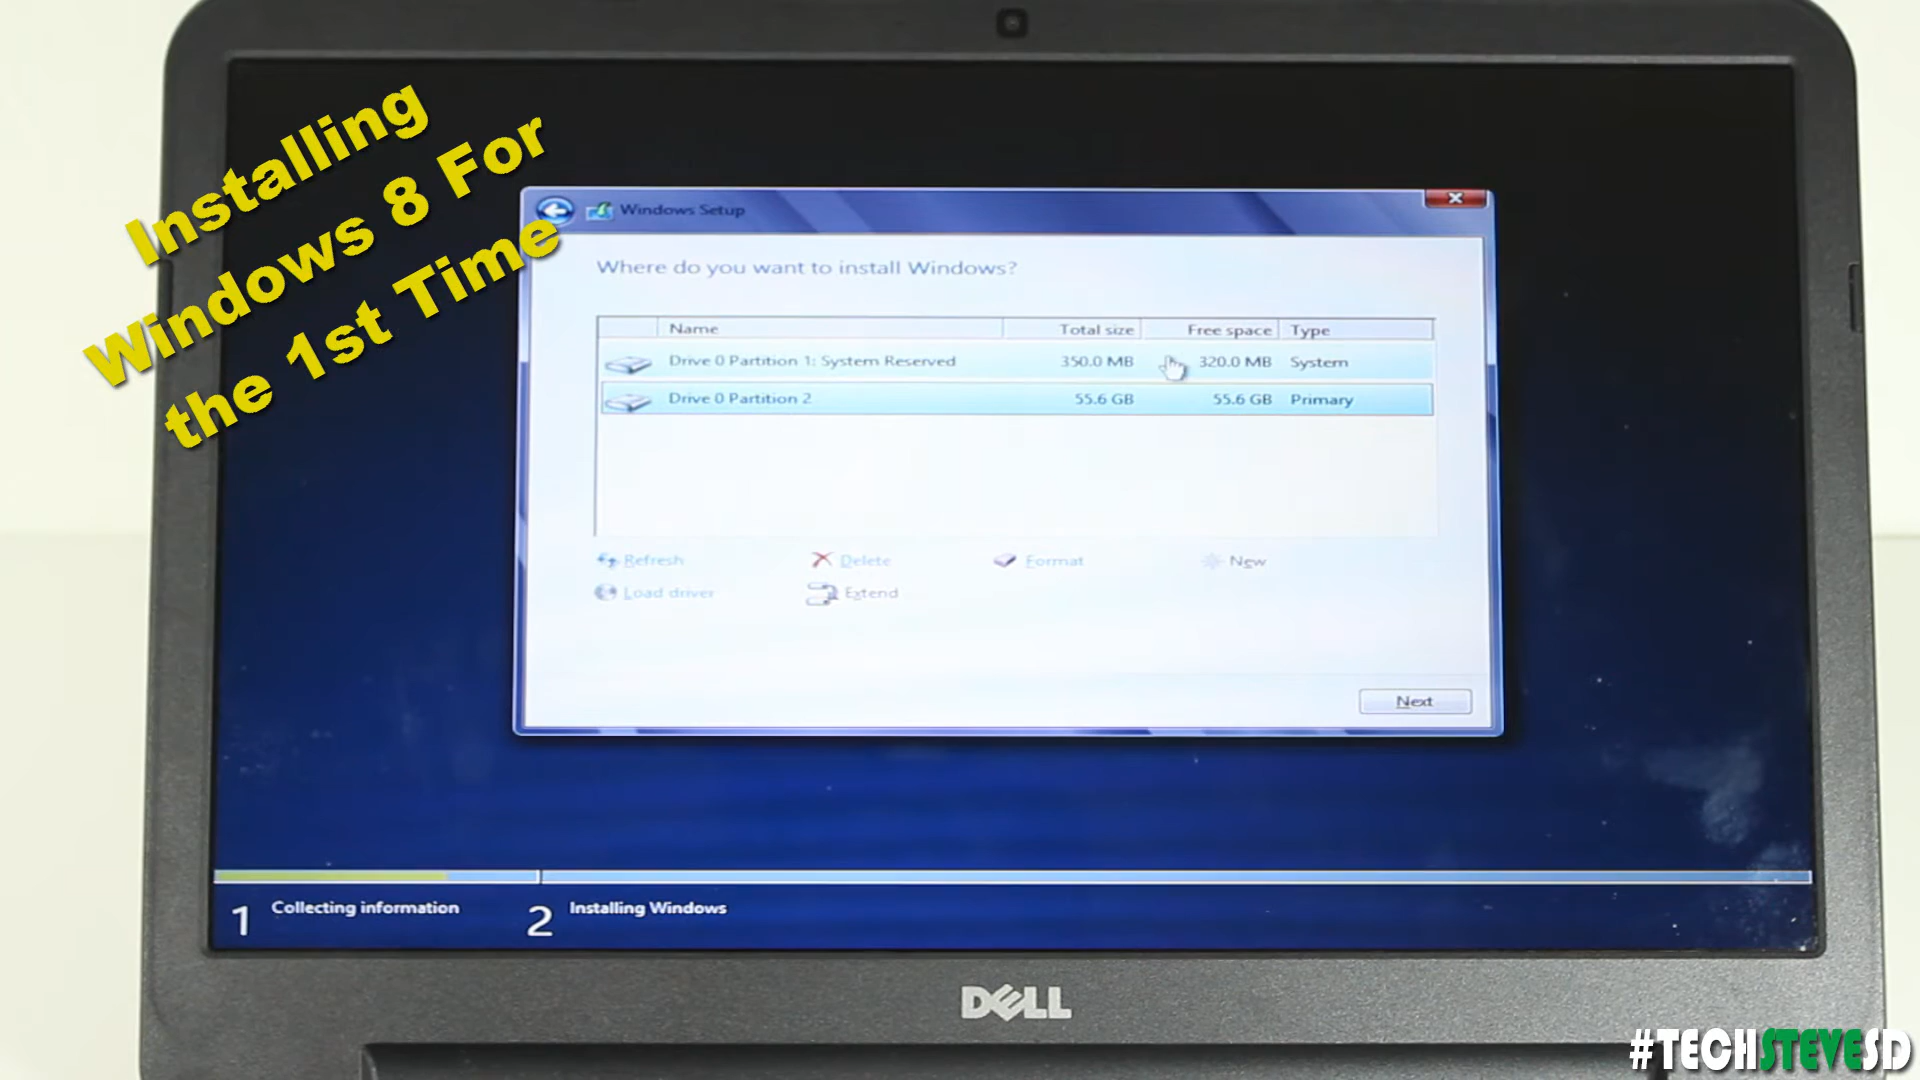 Installing
Windows 8 For
the 1st Time
Windows Setup
Where do you want to install Windows?
Name Total size Free space Type
Drive 0 Partition 1: System Reserved 350.0 MB 320.0 MB System
Drive 0 Partition 2 55.6 GB 55.6 GB Primary
Refresh Delete Format New
Load driver Extend
Next
1 Collecting information 2 Installing Windows
DELL
#TECHSTEVESD